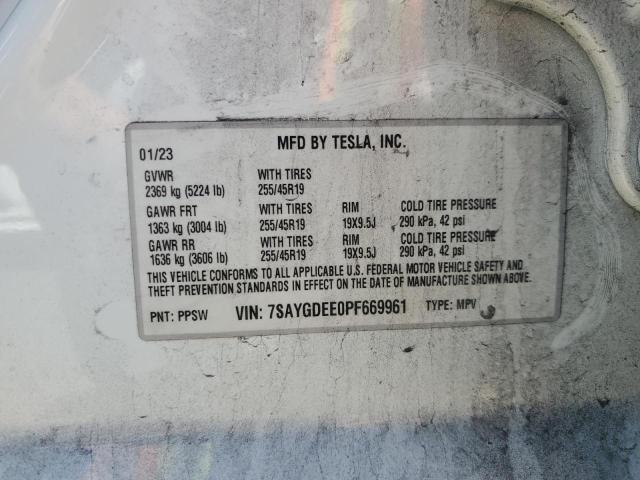 MFD BY TESLA, INC.
01/23
GVWR WITH TIRES
2369 kg (5224 lb) 255/45R19
GAWR FRT WITH TIRES RIM COLD TIRE PRESSURE
1363 kg (3004 lb) 255/45R19 19X9.5J 290 kPa, 42 psi
GAWR RR WITH TIRES RIM COLD TIRE PRESSURE
1636 kg (3606 lb) 255/45R19 19X9.5J 290 kPa, 42 psi
THIS VEHICLE CONFORMS TO ALL APPLICABLE U.S. FEDERAL MOTOR VEHICLE SAFETY AND
THEFT PREVENTION STANDARDS IN EFFECT ON THE DATE OF MANUFACTURE SHOWN ABOVE.
PNT: PPSW VIN: 7SAYGDEE0PF669961 TYPE: MPV